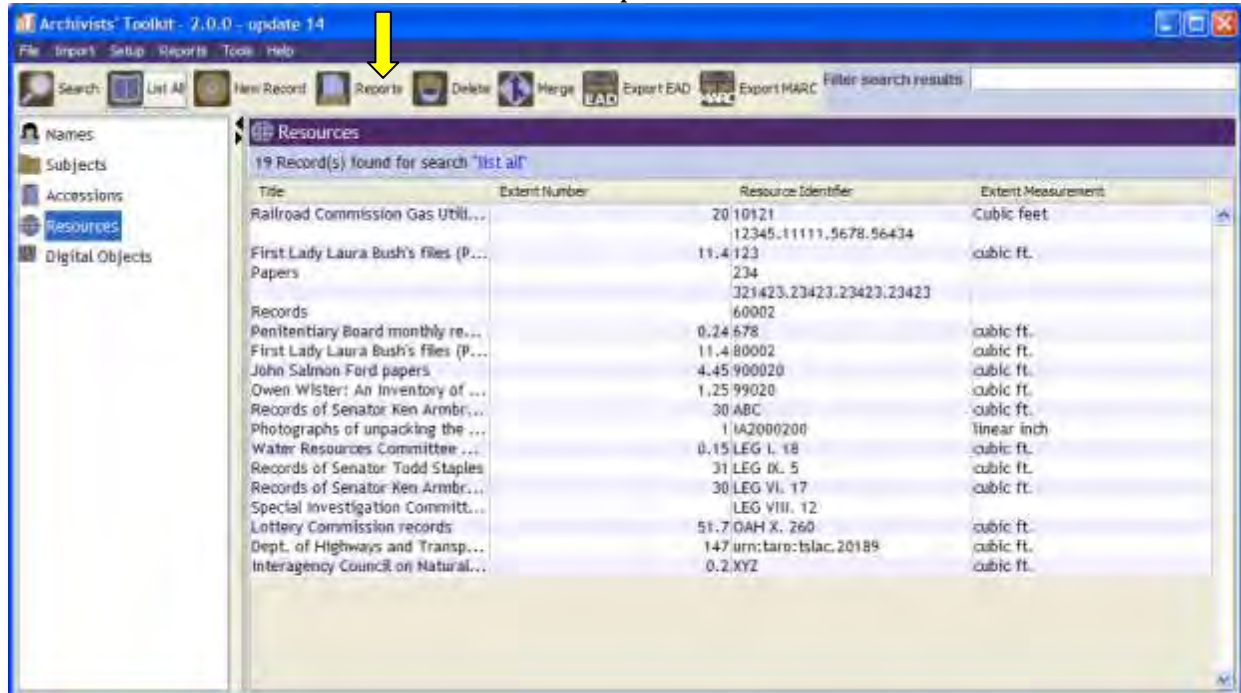 Archivists' Toolkit - 2.0.0 - update 14
File Import Setup Reports Tools Help
Search List All New Record Reports Delete Merge EAD Export EAD Export MARC Filter search results
Names
Subjects
Accessions
Resources
Digital Objects
Resources
19 Record(s) found for search "list all"
Title Extent Number Resource Identifier Extent Measurement
Railroad Commission Gas Utili... 20 10121 Cubic feet
12345.11111.5678.56434
First Lady Laura Bush's files (P... 11.4 123 cubic ft.
Papers 234
321423.23423.23423.23423
Records 60002
Penitentiary Board monthly re... 0.24 678 cubic ft.
First Lady Laura Bush's files (P... 11.4 80002 cubic ft.
John Salmon Ford papers 4.45 900020 cubic ft.
Owen Wister: An Inventory of ... 1.25 99020 cubic ft.
Records of Senator Ken Armbr... 30 ABC cubic ft.
Photographs of unpacking the ... 1 IA2000200 linear inch
Water Resources Committee ... 0.15 LEG I. 18 cubic ft.
Records of Senator Todd Staples 31 LEG IX. 5 cubic ft.
Records of Senator Ken Armbr... 30 LEG VI. 17 cubic ft.
Special Investigation Committ... LEG VIII. 12
Lottery Commission records 51.7 OAH X. 260 cubic ft.
Dept. of Highways and Transp... 147 urn:taro:tslac.20189 cubic ft.
Interagency Council on Natural... 0.2 XYZ cubic ft.